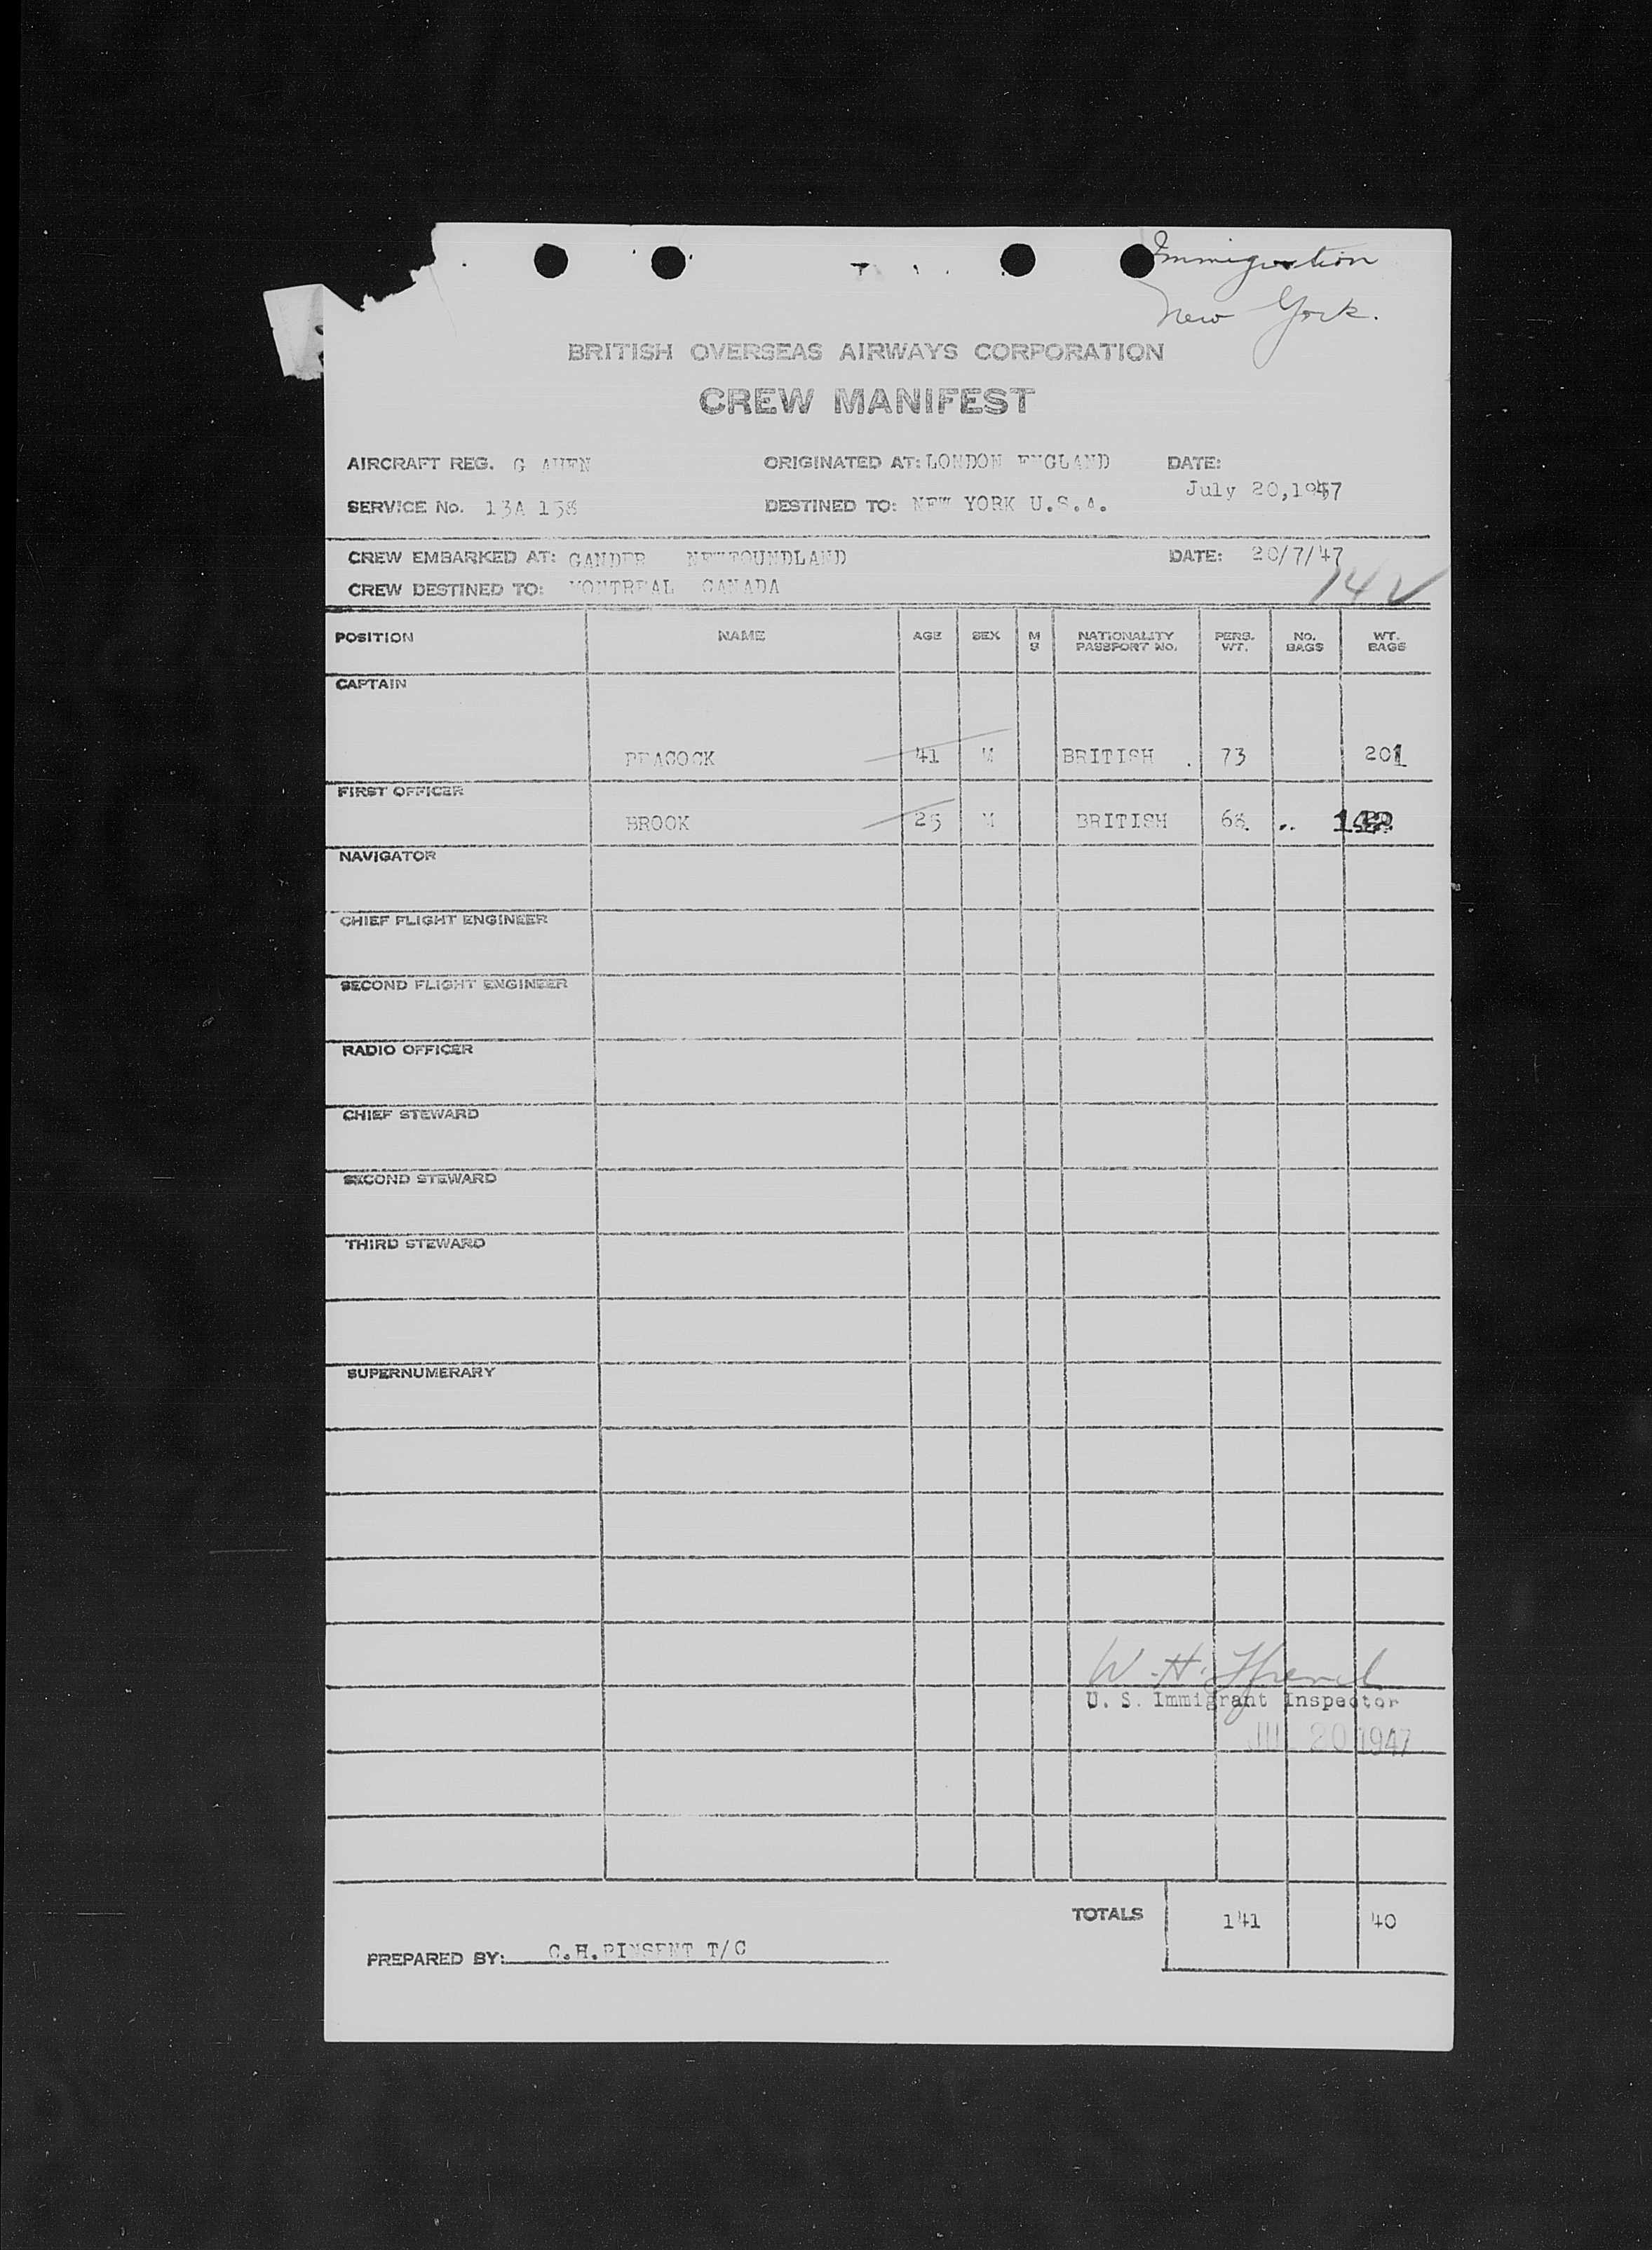 Immigration
New York.
BRITISH OVERSEAS AIRWAYS CORPORATION
CREW MANIFEST
AIRCRAFT REG. G ORIGINATED AT: LONDON ENGLAND DATE:
July 20,1947
SERVICE No. 13A 158 DESTINED TO: NEW YORK U.S.A.
CREW EMBARKED AT: GANDER NEWFOUNDLAND DATE: 20/7/47
CREW DESTINED TO: MONTREAL CANADA 14 ✓
POSITION NAME AGE SEX M S NATIONALITY PASSPORT NO. PERS. WT. NO. BAGS WT. BAGS
CAPTAIN
PEACOCK 41 M BRITISH 73 201
FIRST OFFICER
BROOK 25 M BRITISH 68
NAVIGATOR
CHIEF FLIGHT ENGINEER
SECOND FLIGHT ENGINEER
RADIO OFFICER
CHIEF STEWARD
SECOND STEWARD
THIRD STEWARD
SUPERNUMERARY
W. H.
U. S. Immigrant Inspector
JUL 20 1947
TOTALS 141 40
PREPARED BY: C.H.PINSENT T/C